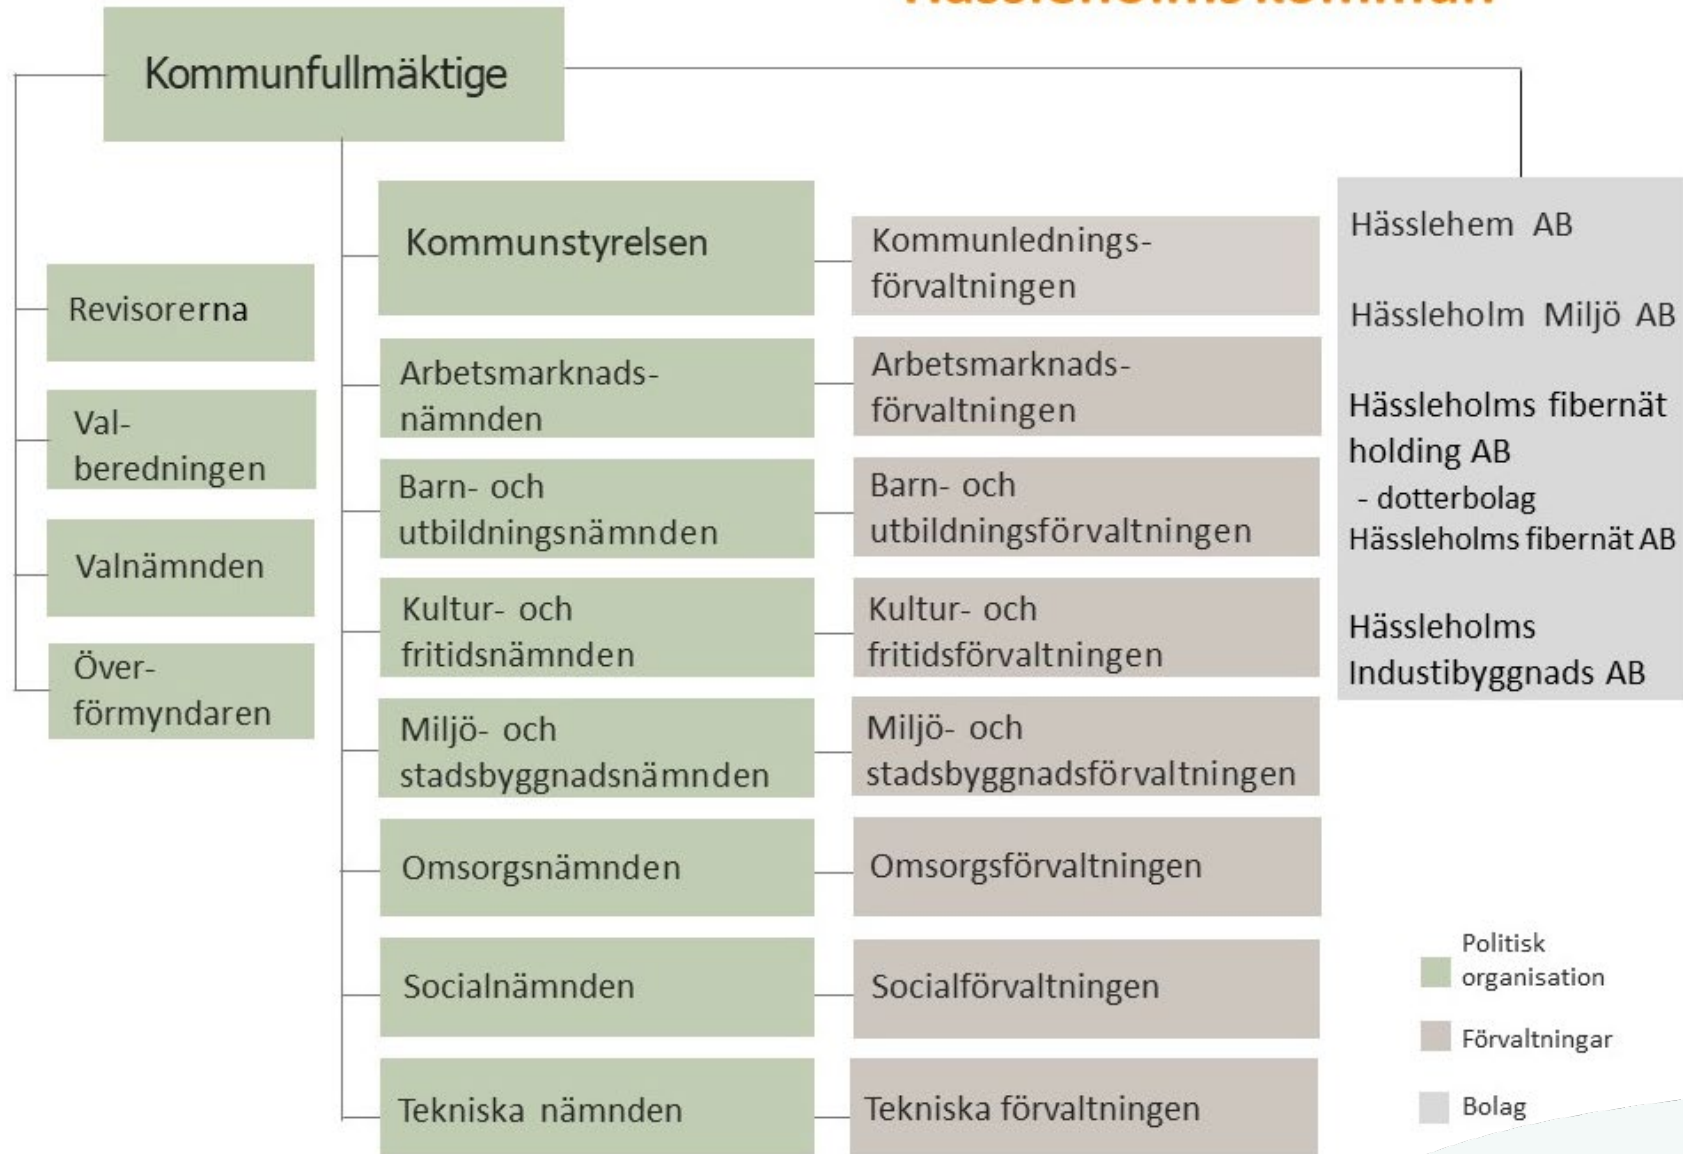 Hässleholms kommun
Kommunfullmäktige
Revisorerna
Val-
beredningen
Valnämnden
Över-
förmyndaren
Kommunstyrelsen
Kommunlednings-
förvaltningen
Arbetsmarknads-
nämnden
Arbetsmarknads-
förvaltningen
Barn- och
utbildningsnämnden
Barn- och
utbildningsförvaltningen
Kultur- och
fritidsnämnden
Kultur- och
fritidsförvaltningen
Miljö- och
stadsbyggnadsnämnden
Miljö- och
stadsbyggnadsförvaltningen
Omsorgsnämnden
Omsorgsförvaltningen
Socialnämnden
Socialförvaltningen
Tekniska nämnden
Tekniska förvaltningen
Hässlehem AB
Hässleholm Miljö AB
Hässleholms fibernät
holding AB
- dotterbolag
Hässleholms fibernät AB
Hässleholms
Industibyggnads AB
Politisk
organisation
Förvaltningar
Bolag